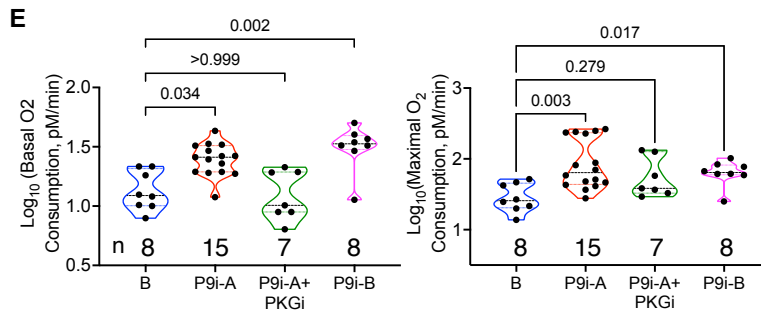 E
0.002
>0.999
0.034
Log10 (Basal O2
Consumption, pM/min)
2.0
1.5
1.0
0.5
n 8 15 7 8
B P9i-A P9i-A+ P9i-B
PKGi
0.017
0.279
0.003
Log10(Maximal O2
Consumption, pM/min)
3
2
1
8 15 7 8
B P9i-A P9i-A+ P9i-B
PKGi